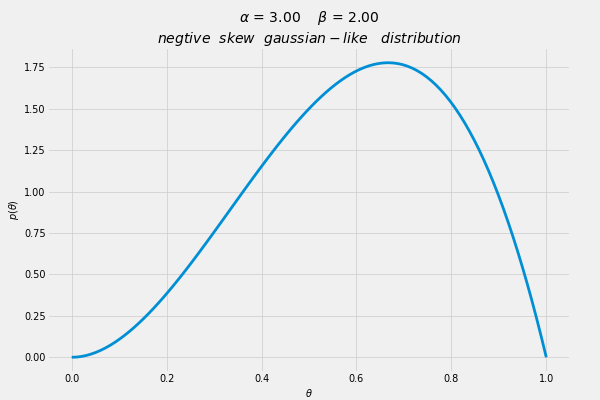 α = 3.00 β = 2.00
negtive skew gaussian−like distribution
1.75
1.50
1.25
1.00
0.75
0.50
0.25
0.00
p(θ)
0.0 0.2 0.4 0.6 0.8 1.0
θ